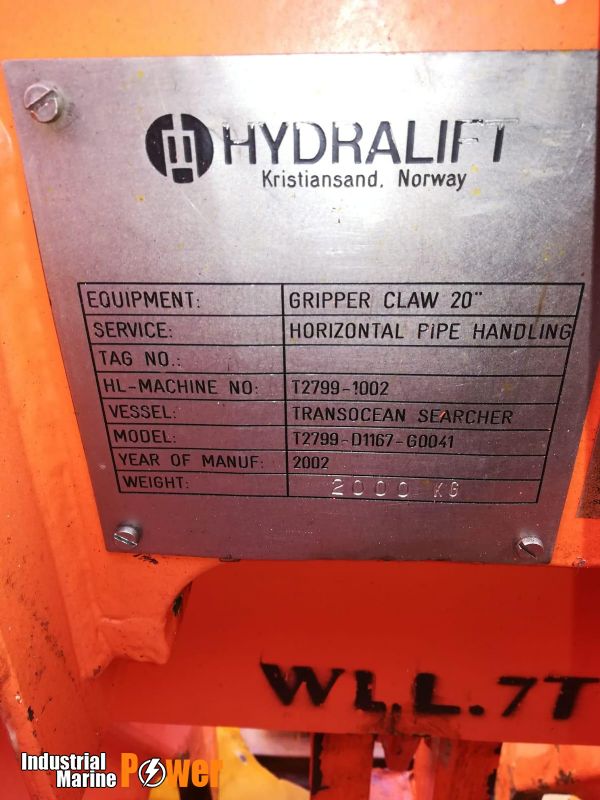 HYDRALIFT
Kristiansand, Norway
EQUIPMENT: GRIPPER CLAW 20"
SERVICE: HORIZONTAL PIPE HANDLING
TAG NO.:
HL-MACHINE NO: T2799-1002
VESSEL: TRANSOCEAN SEARCHER
MODEL: T2799-D1167-G0041
YEAR OF MANUF: 2002
WEIGHT: 2000 KG
W.L.L. 7T
Industrial
Marine Power